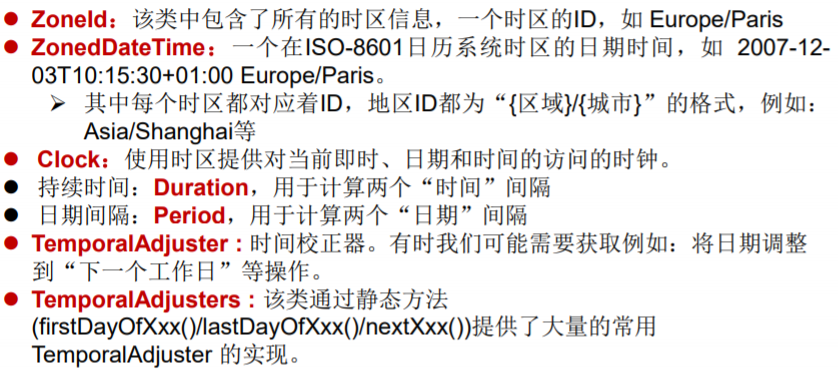 ● ZoneId：该类中包含了所有的时区信息，一个时区的ID，如 Europe/Paris
● ZonedDateTime：一个在ISO-8601日历系统时区的日期时间，如 2007-12-
03T10:15:30+01:00 Europe/Paris。
➢ 其中每个时区都对应着ID，地区ID都为“{区域}/{城市}”的格式，例如：
Asia/Shanghai等
● Clock：使用时区提供对当前即时、日期和时间的访问的时钟。
● 持续时间：Duration，用于计算两个“时间”间隔
● 日期间隔：Period，用于计算两个“日期”间隔
● TemporalAdjuster : 时间校正器。有时我们可能需要获取例如：将日期调整
到“下一个工作日”等操作。
● TemporalAdjusters : 该类通过静态方法
(firstDayOfXxx()/lastDayOfXxx()/nextXxx())提供了大量的常用
TemporalAdjuster 的实现。